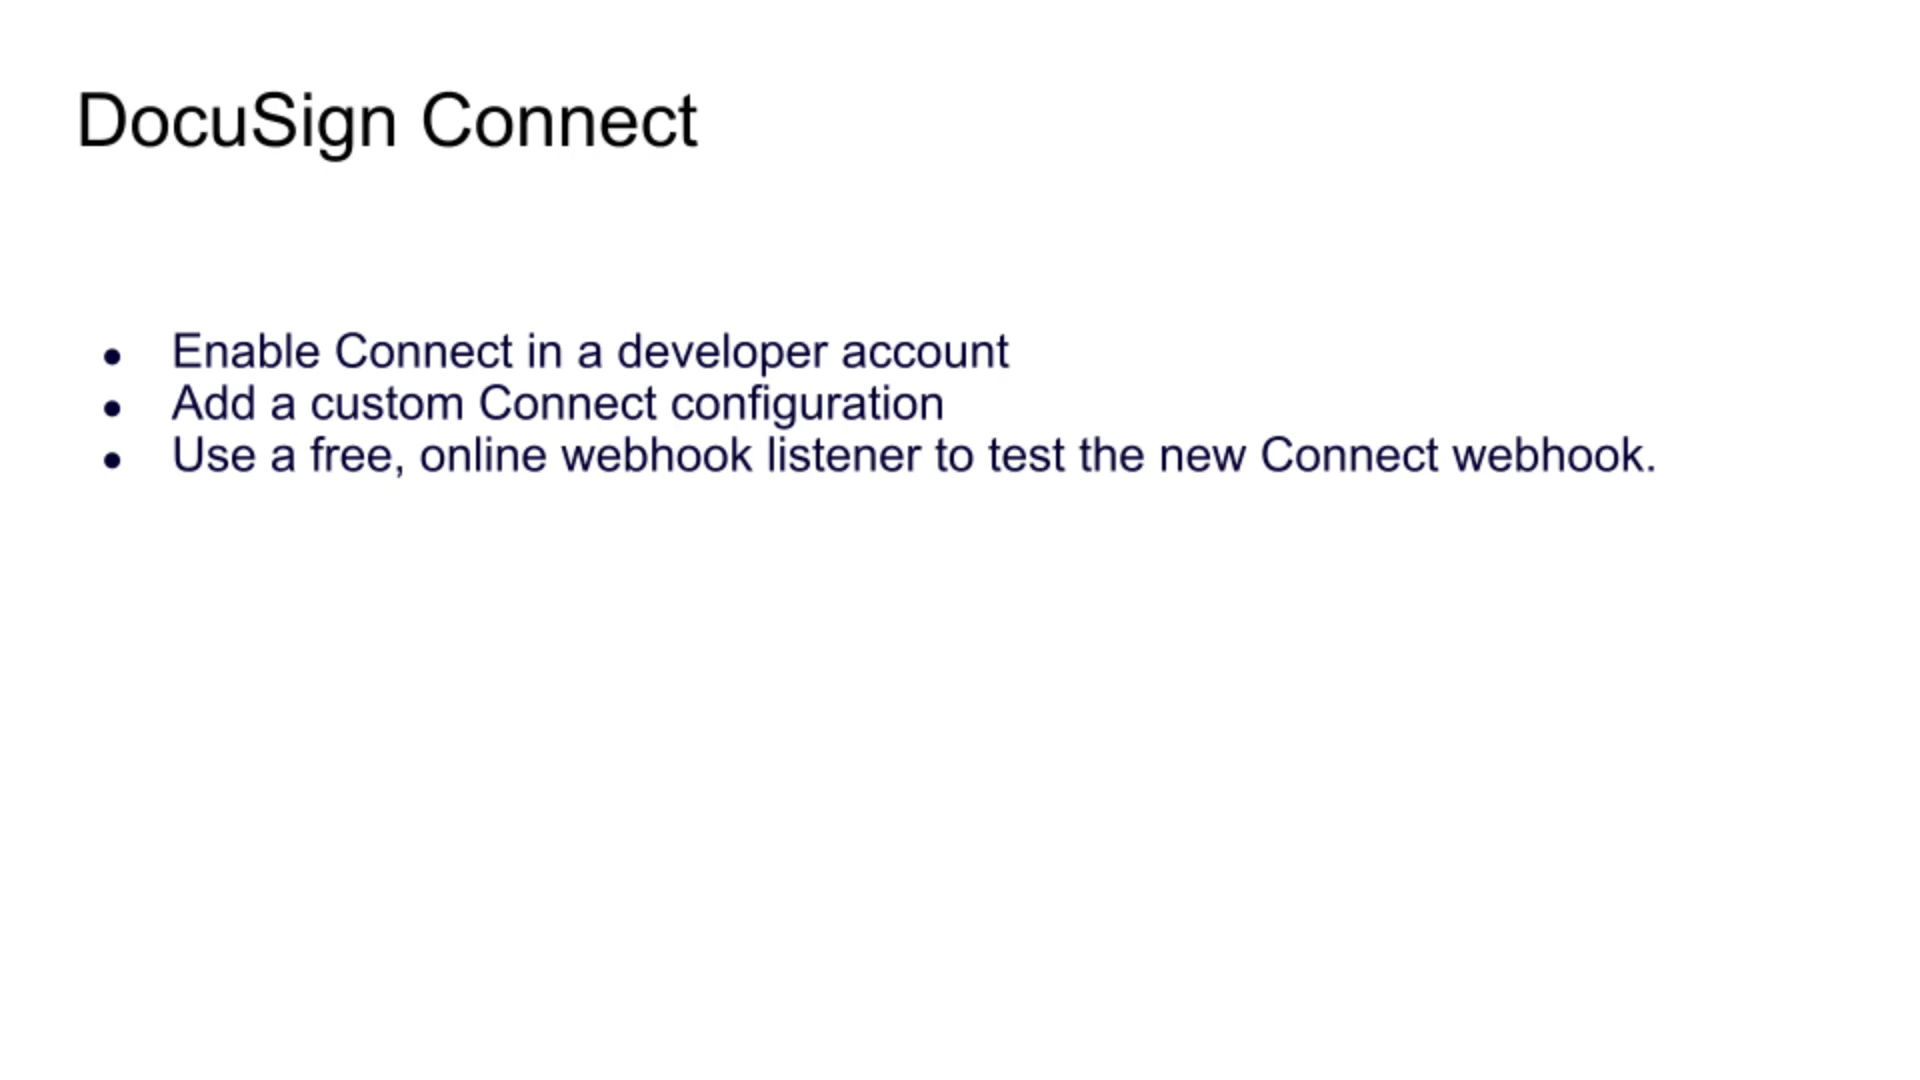 DocuSign Connect
● Enable Connect in a developer account
● Add a custom Connect configuration
● Use a free, online webhook listener to test the new Connect webhook.